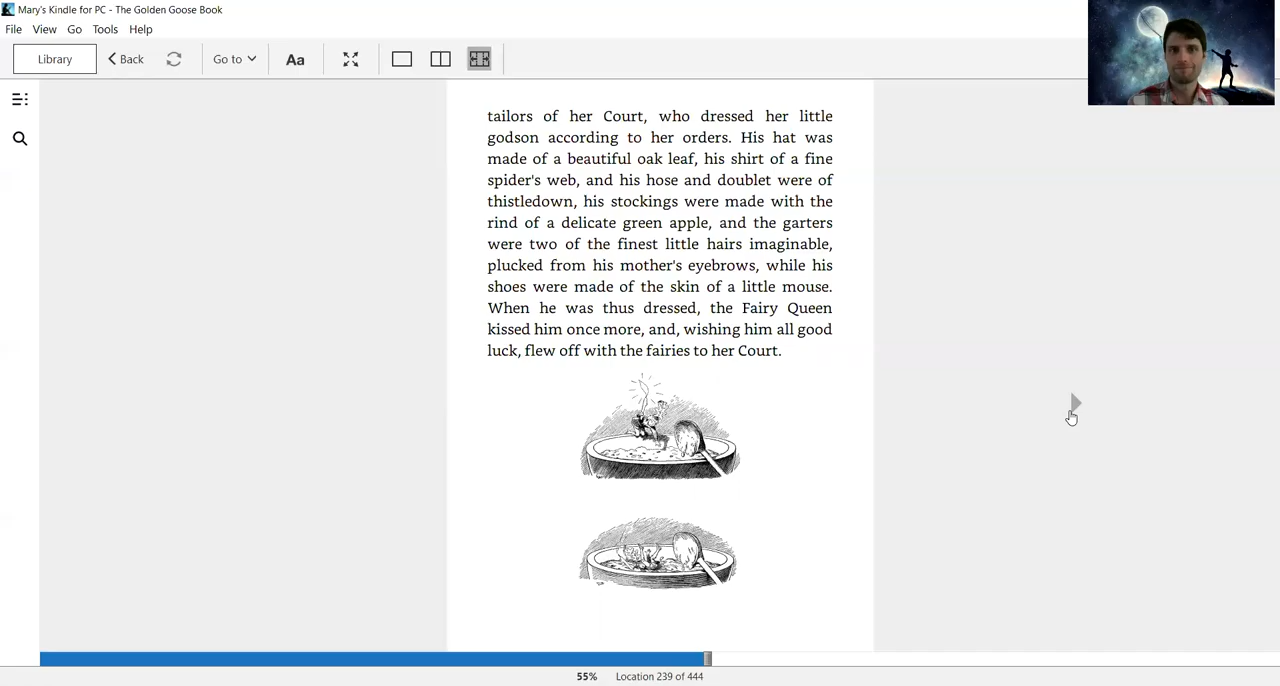 Mary's Kindle for PC - The Golden Goose Book
File View Go Tools Help
Library Back Go to Aa
tailors of her Court, who dressed her little
godson according to her orders. His hat was
made of a beautiful oak leaf, his shirt of a fine
spider's web, and his hose and doublet were of
thistledown, his stockings were made with the
rind of a delicate green apple, and the garters
were two of the finest little hairs imaginable,
plucked from his mother's eyebrows, while his
shoes were made of the skin of a little mouse.
When he was thus dressed, the Fairy Queen
kissed him once more, and, wishing him all good
luck, flew off with the fairies to her Court.
55% Location 239 of 444